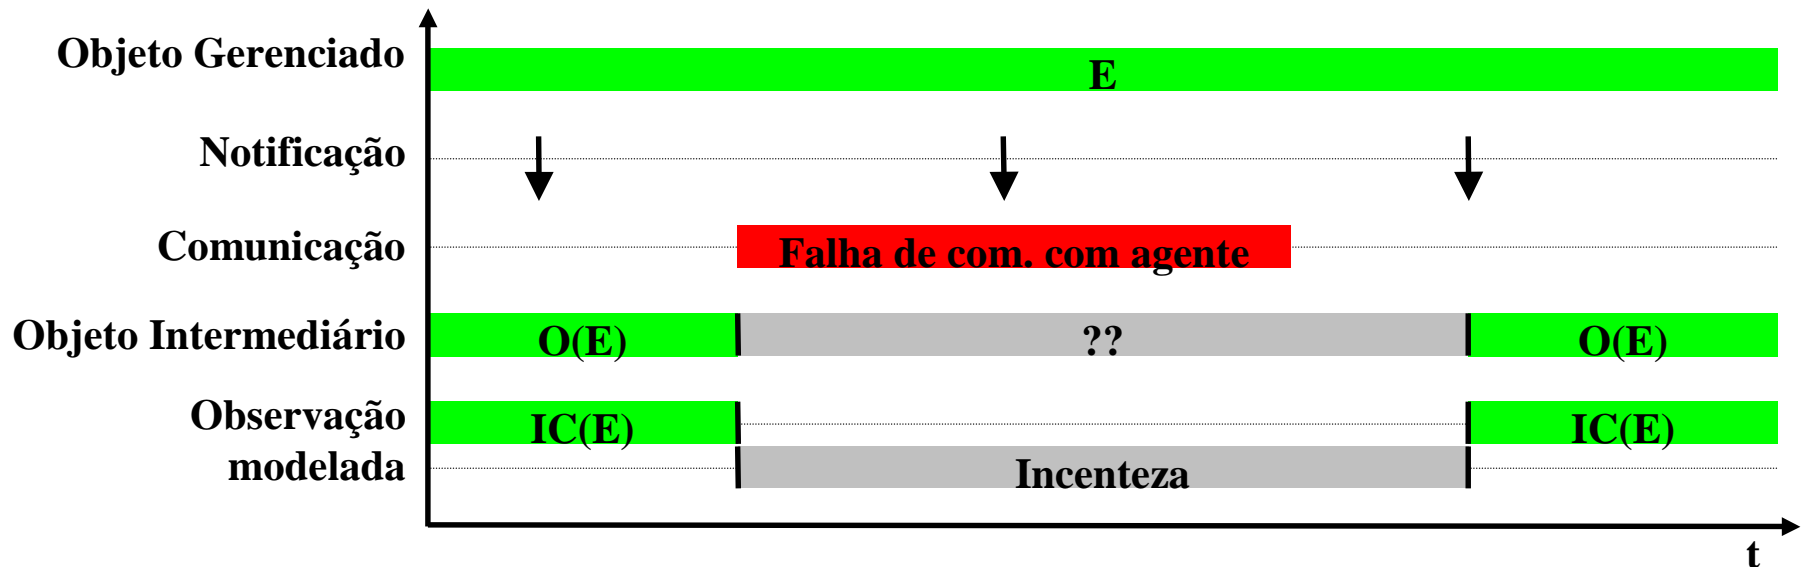 Objeto Gerenciado
E
Notificação
Comunicação
Falha de com. com agente
Objeto Intermediário
O(E)
??
O(E)
Observação
modelada
IC(E)
IC(E)
Incenteza
t